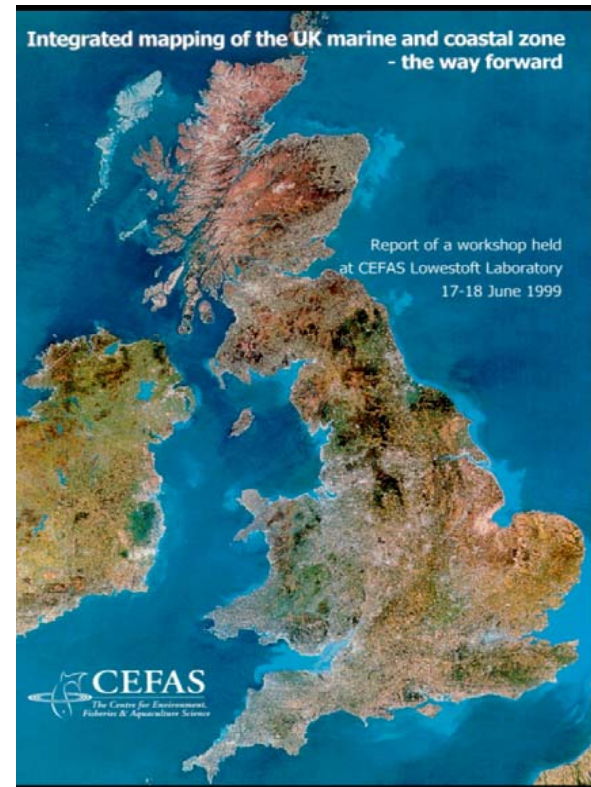 Integrated mapping of the UK marine and coastal zone
- the way forward
Report of a workshop held
at CEFAS Lowestoft Laboratory
17-18 June 1999
CEFAS
The Centre for Environment,
Fisheries & Aquaculture Science